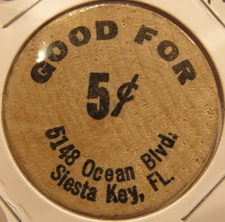 GOOD FOR
5¢
5148 Ocean Blvd.
Siesta Key, FL.